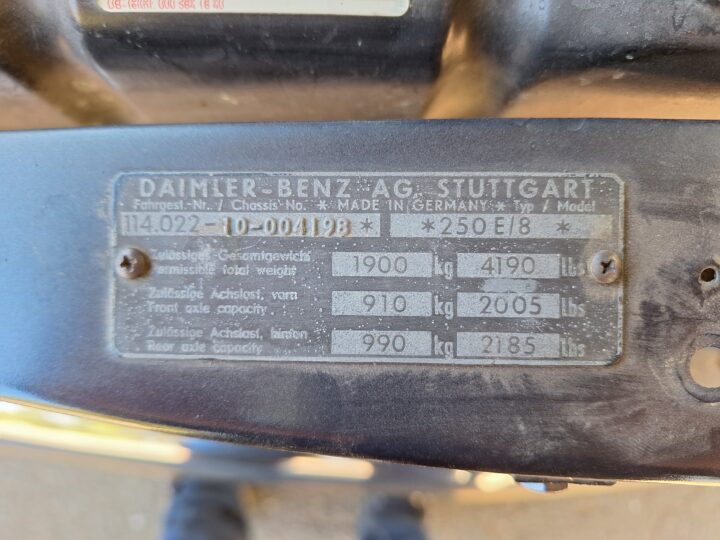 DAIMLER-BENZ AG. STUTTGART
Fahrgest.-Nr. / Chassis No. * MADE IN GERMANY * Typ / Model
114.022-10-004198 * *250 E/8 *
Zulässiges Gesamtgewicht
Permissible total weight 1900 kg 4190 lbs
Zulässige Achslast, vorn
Front axle capacity 910 kg 2005 lbs
Zulässige Achslast, hinten
Rear axle capacity 990 kg 2185 lbs